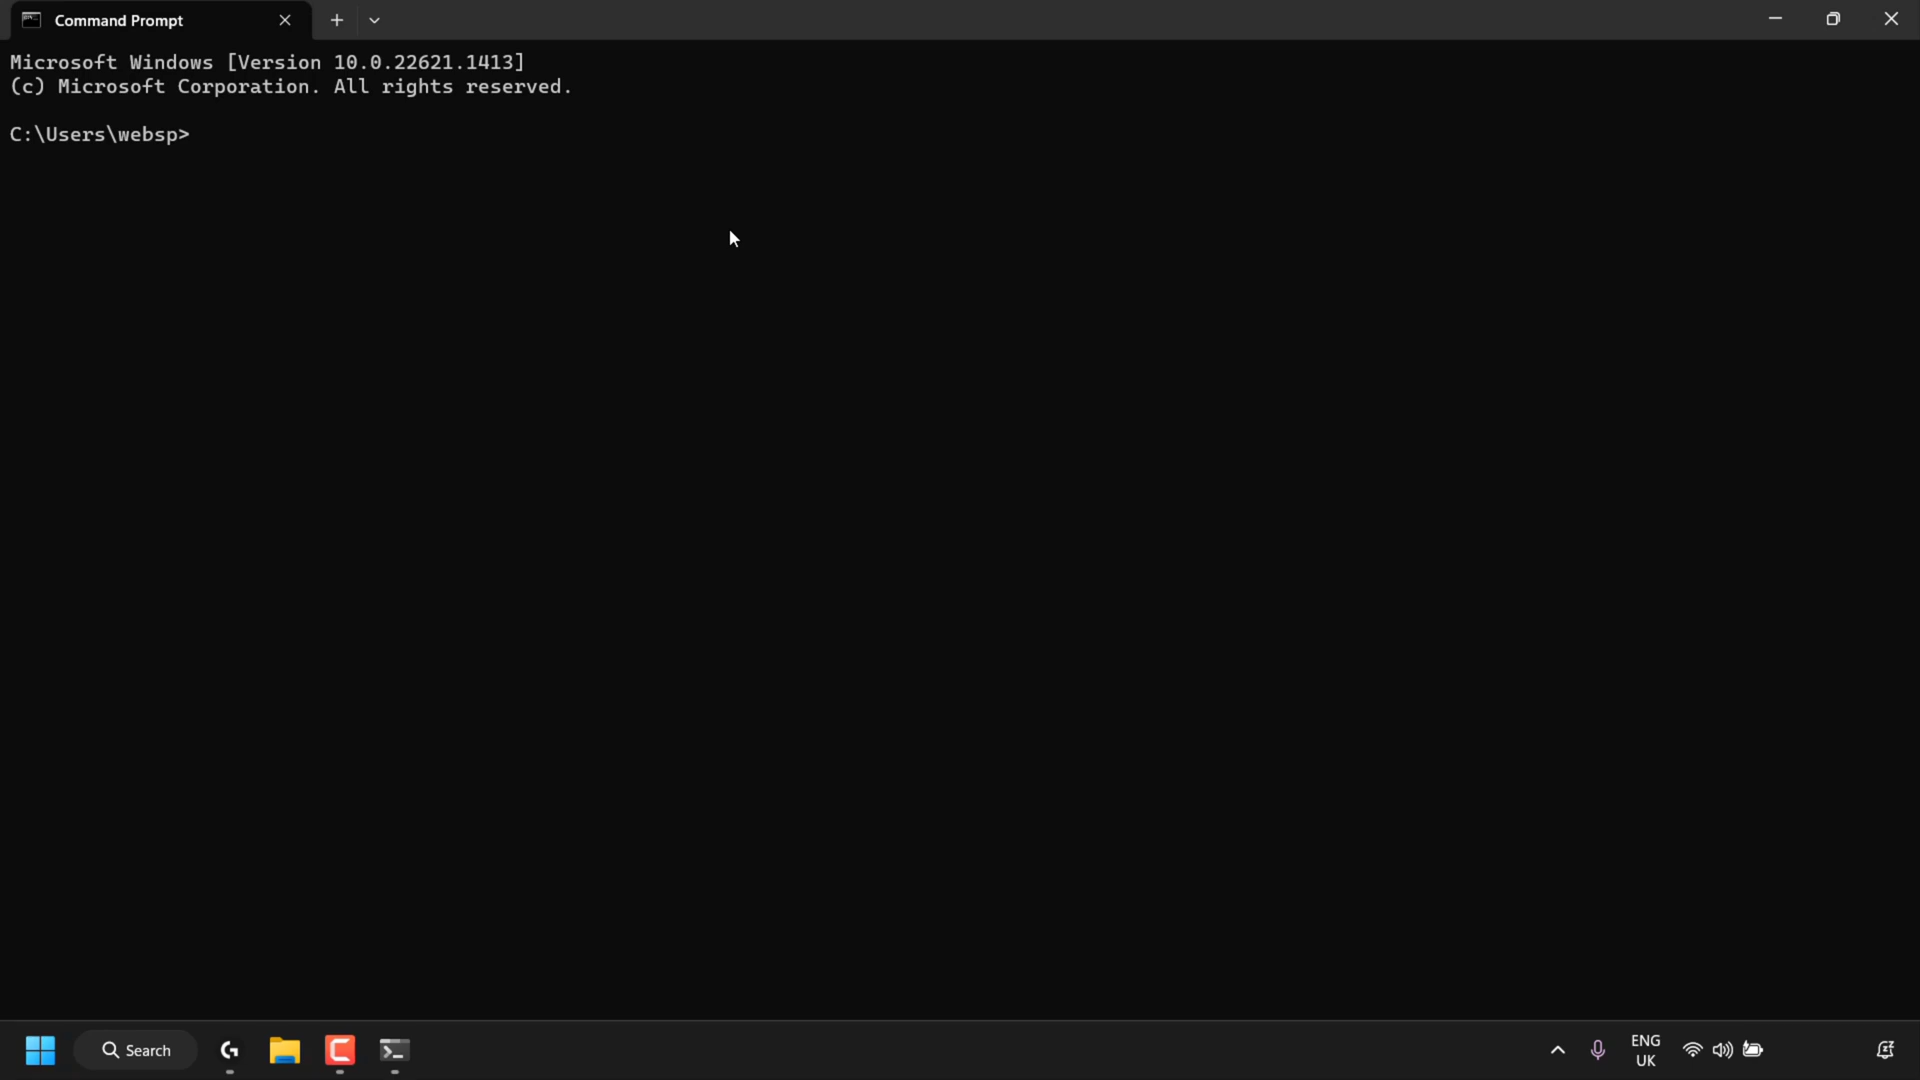 Command Prompt
Microsoft Windows [Version 10.0.22621.1413]
(c) Microsoft Corporation. All rights reserved.
C:\Users\websp>
Search
ENG
UK